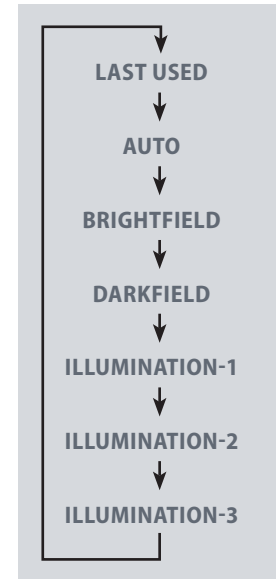 LAST USED
AUTO
BRIGHTFIELD
DARKFIELD
ILLUMINATION-1
ILLUMINATION-2
ILLUMINATION-3